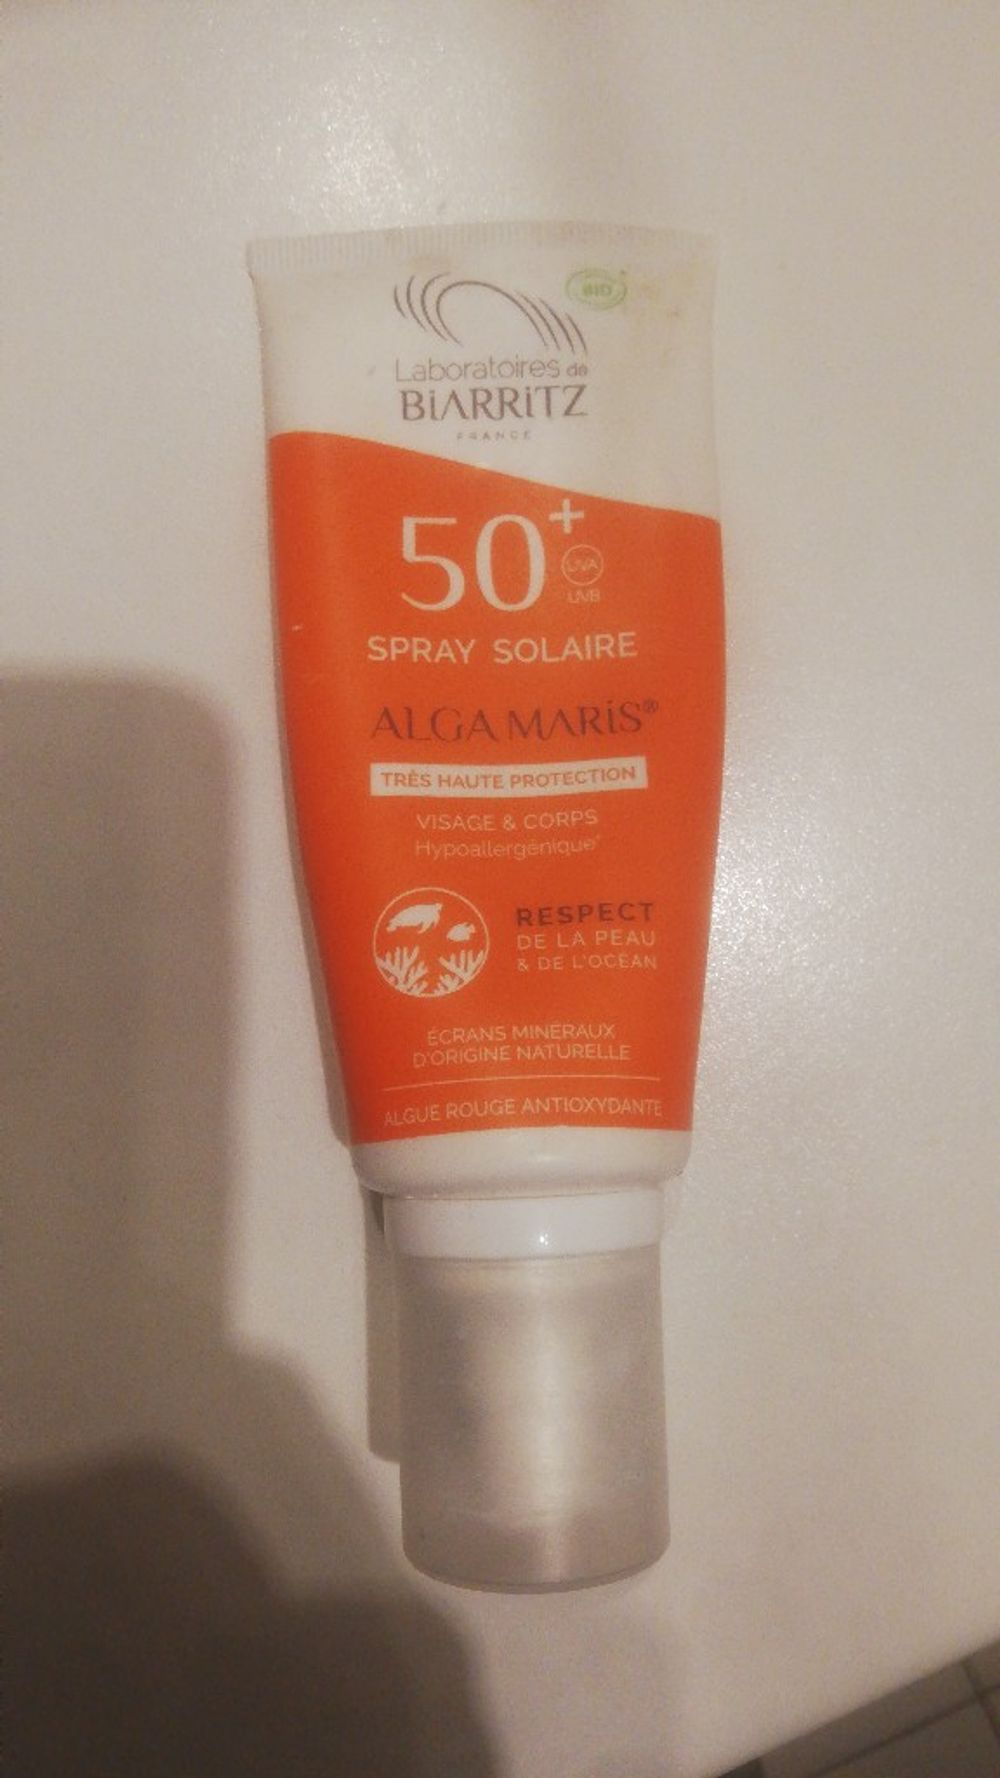 BIO
Laboratoires de
BIARRITZ
FRANCE
50+
UVA
UVB
SPRAY SOLAIRE
ALGA MARIS®
TRÈS HAUTE PROTECTION
VISAGE & CORPS
Hypoallergénique*
RESPECT
DE LA PEAU
& DE L'OCÉAN
ÉCRANS MINÉRAUX
D'ORIGINE NATURELLE
ALGUE ROUGE ANTIOXYDANTE